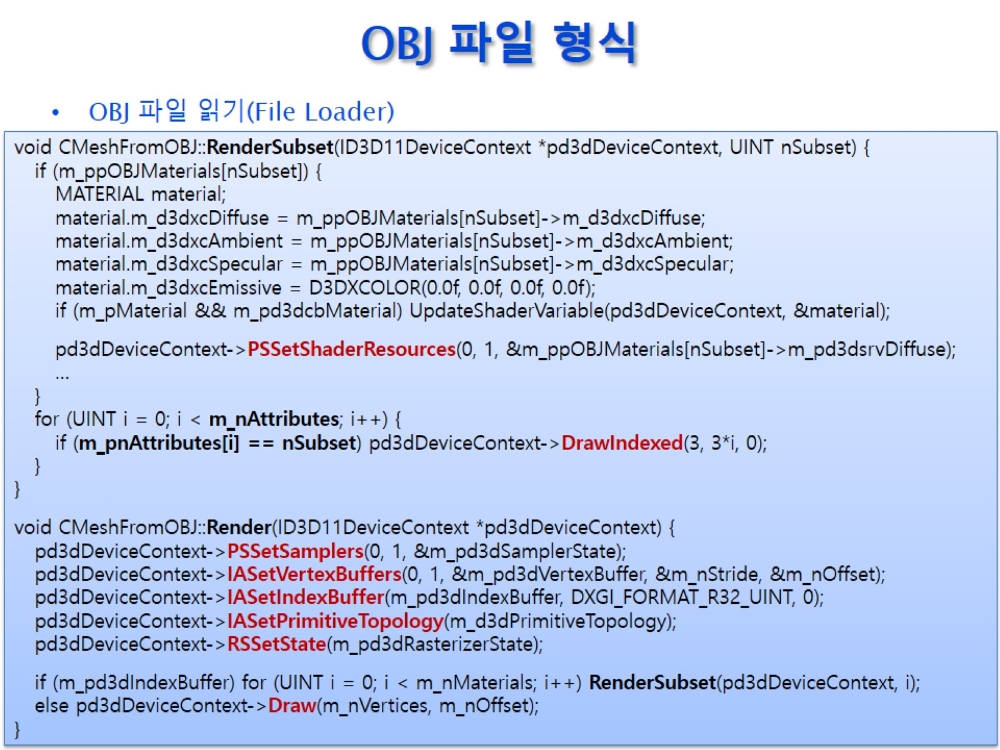 OBJ 파일 형식
• OBJ 파일 읽기(File Loader)
void CMeshFromOBJ::RenderSubset(ID3D11DeviceContext *pd3dDeviceContext, UINT nSubset) {
if (m_ppOBJMaterials[nSubset]) {
MATERIAL material;
material.m_d3dxcDiffuse = m_ppOBJMaterials[nSubset]->m_d3dxcDiffuse;
material.m_d3dxcAmbient = m_ppOBJMaterials[nSubset]->m_d3dxcAmbient;
material.m_d3dxcSpecular = m_ppOBJMaterials[nSubset]->m_d3dxcSpecular;
material.m_d3dxcEmissive = D3DXCOLOR(0.0f, 0.0f, 0.0f, 0.0f);
if (m_pMaterial && m_pd3dcbMaterial) UpdateShaderVariable(pd3dDeviceContext, &material);
pd3dDeviceContext->PSSetShaderResources(0, 1, &m_ppOBJMaterials[nSubset]->m_pd3dsrvDiffuse);
...
}
for (UINT i = 0; i < m_nAttributes; i++) {
if (m_pnAttributes[i] == nSubset) pd3dDeviceContext->DrawIndexed(3, 3*i, 0);
}
}
void CMeshFromOBJ::Render(ID3D11DeviceContext *pd3dDeviceContext) {
pd3dDeviceContext->PSSetSamplers(0, 1, &m_pd3dSamplerState);
pd3dDeviceContext->IASetVertexBuffers(0, 1, &m_pd3dVertexBuffer, &m_nStride, &m_nOffset);
pd3dDeviceContext->IASetIndexBuffer(m_pd3dIndexBuffer, DXGI_FORMAT_R32_UINT, 0);
pd3dDeviceContext->IASetPrimitiveTopology(m_d3dPrimitiveTopology);
pd3dDeviceContext->RSSetState(m_pd3dRasterizerState);
if (m_pd3dIndexBuffer) for (UINT i = 0; i < m_nMaterials; i++) RenderSubset(pd3dDeviceContext, i);
else pd3dDeviceContext->Draw(m_nVertices, m_nOffset);
}